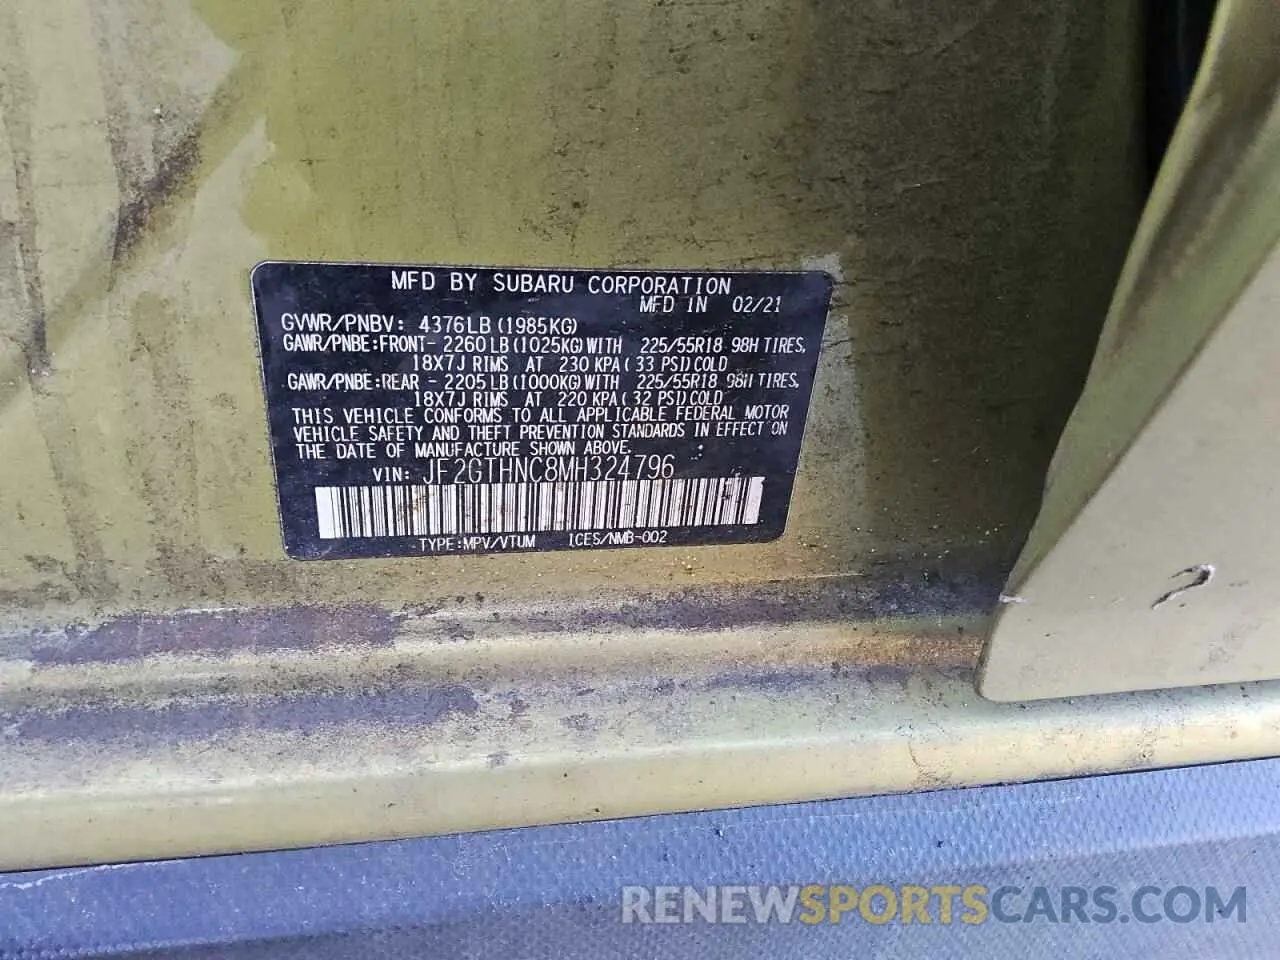 MFD BY SUBARU CORPORATION
MFD IN 02/21
GVWR/PNBV: 4376LB(1985KG)
GAWR/PNBE:FRONT- 2260LB(1025KG)WITH 225/55R18 98H TIRES,
18X7J RIMS AT 230 KPA( 33 PSI)COLD
GAWR/PNBE:REAR - 2205LB(1000KG)WITH 225/55R18 98H TIRES,
18X7J RIMS AT 220 KPA( 32 PSI)COLD
THIS VEHICLE CONFORMS TO ALL APPLICABLE FEDERAL MOTOR
VEHICLE SAFETY AND THEFT PREVENTION STANDARDS IN EFFECT ON
THE DATE OF MANUFACTURE SHOWN ABOVE.
VIN: JF2GTHNC8MH324796
TYPE:MPV/VTUM ICES/NMB-002
RENEWSPORTSCARS.COM